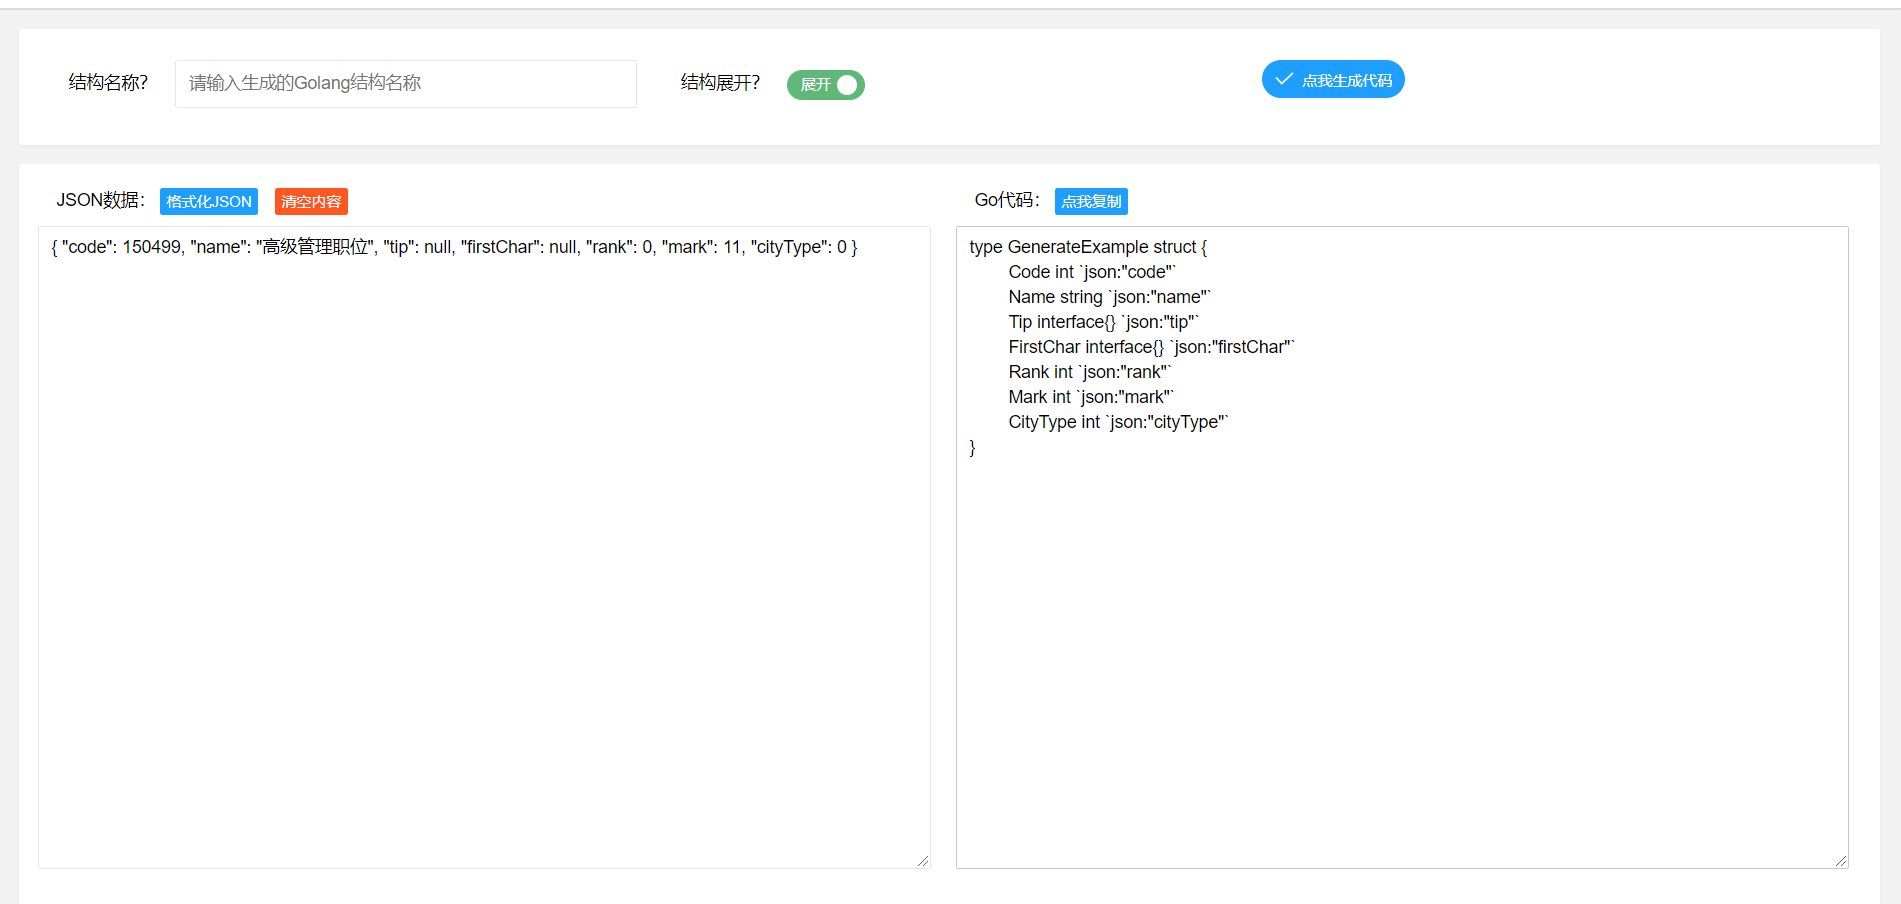 结构名称? 请输入生成的Golang结构名称 结构展开? 展开 点我生成代码
JSON数据： 格式化JSON 清空内容
{ "code": 150499, "name": "高级管理职位", "tip": null, "firstChar": null, "rank": 0, "mark": 11, "cityType": 0 }
Go代码： 点我复制
type GenerateExample struct {
Code int `json:"code"`
Name string `json:"name"`
Tip interface{} `json:"tip"`
FirstChar interface{} `json:"firstChar"`
Rank int `json:"rank"`
Mark int `json:"mark"`
CityType int `json:"cityType"`
}